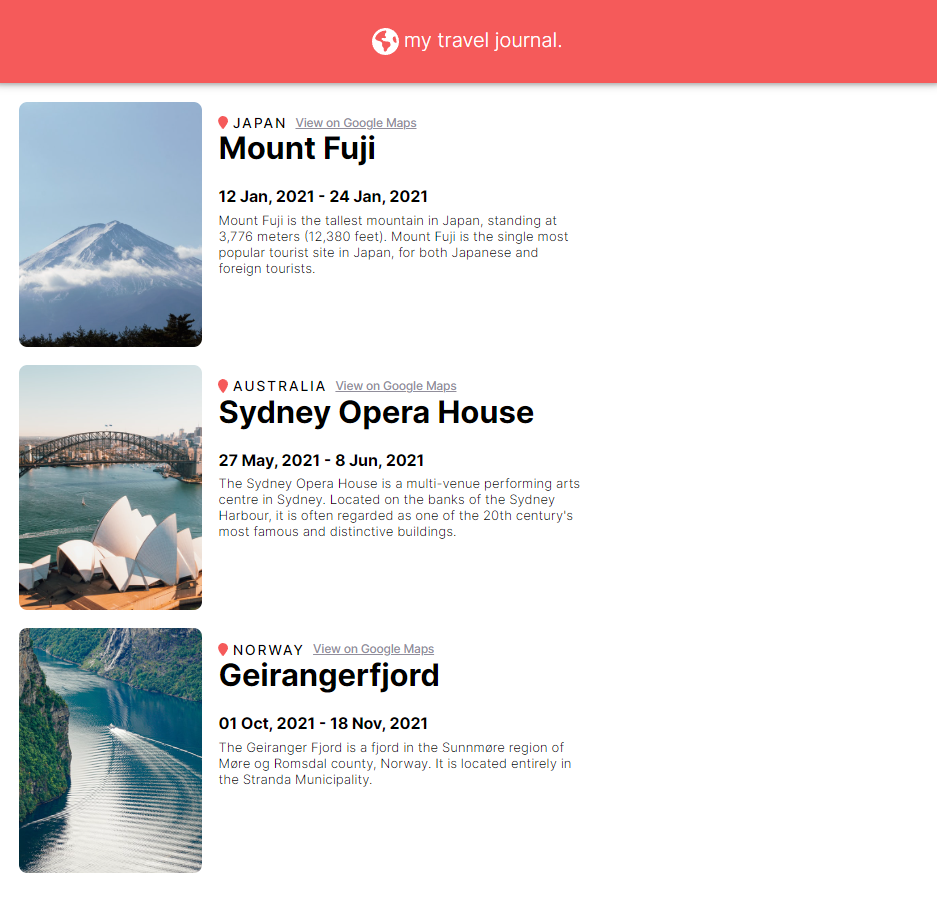 my travel journal.
JAPAN View on Google Maps
Mount Fuji
12 Jan, 2021 - 24 Jan, 2021
Mount Fuji is the tallest mountain in Japan, standing at
3,776 meters (12,380 feet). Mount Fuji is the single most
popular tourist site in Japan, for both Japanese and
foreign tourists.
AUSTRALIA View on Google Maps
Sydney Opera House
27 May, 2021 - 8 Jun, 2021
The Sydney Opera House is a multi-venue performing arts
centre in Sydney. Located on the banks of the Sydney
Harbour, it is often regarded as one of the 20th century's
most famous and distinctive buildings.
NORWAY View on Google Maps
Geirangerfjord
01 Oct, 2021 - 18 Nov, 2021
The Geiranger Fjord is a fjord in the Sunnmøre region of
Møre og Romsdal county, Norway. It is located entirely in
the Stranda Municipality.